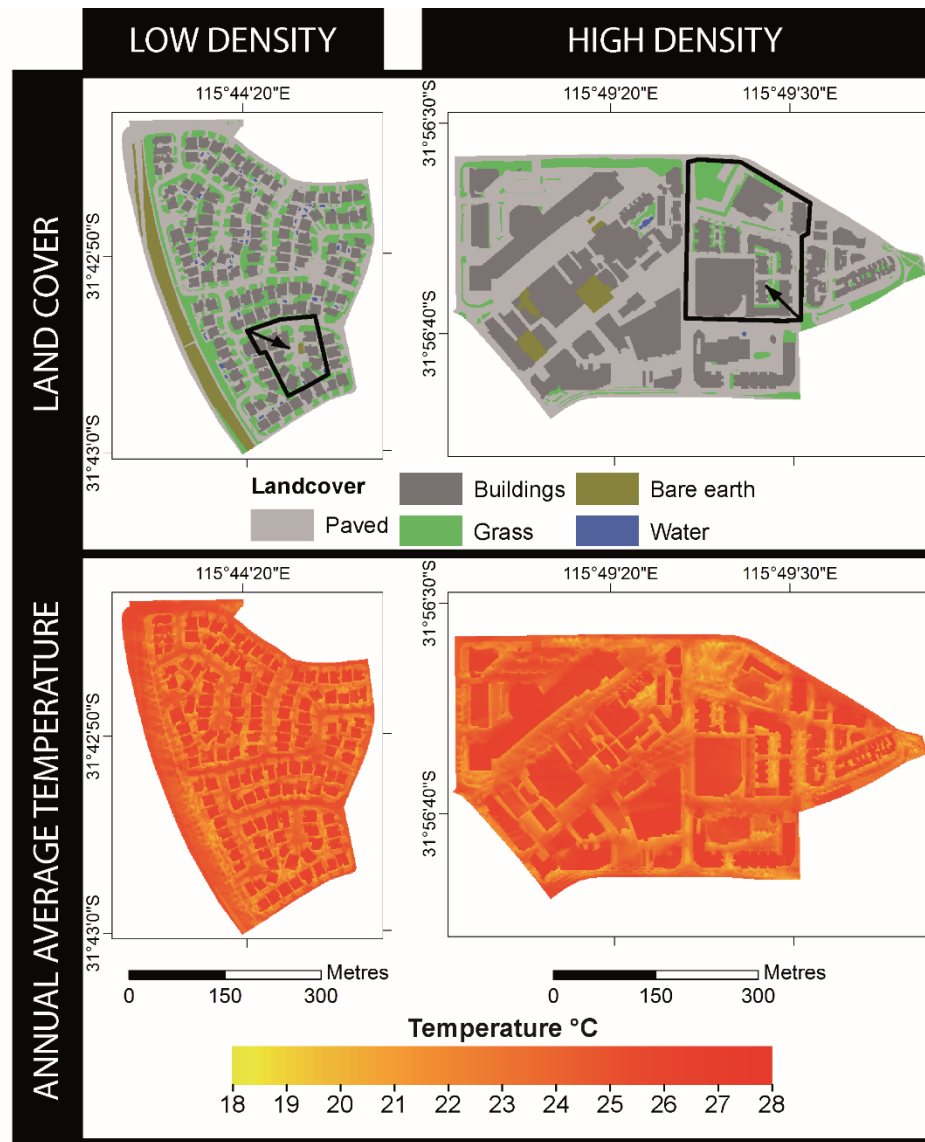 LOW DENSITY
HIGH DENSITY
LAND COVER
115°44'20"E
115°49'20"E
115°49'30"E
31°42'50"S
31°43'0"S
31°56'30"S
31°56'40"S
Landcover
Paved
Buildings
Grass
Bare earth
Water
ANNUAL AVERAGE TEMPERATURE
115°44'20"E
115°49'20"E
115°49'30"E
31°42'50"S
31°43'0"S
31°56'30"S
31°56'40"S
Metres
0 150 300
Metres
0 150 300
Temperature °C
18 19 20 21 22 23 24 25 26 27 28